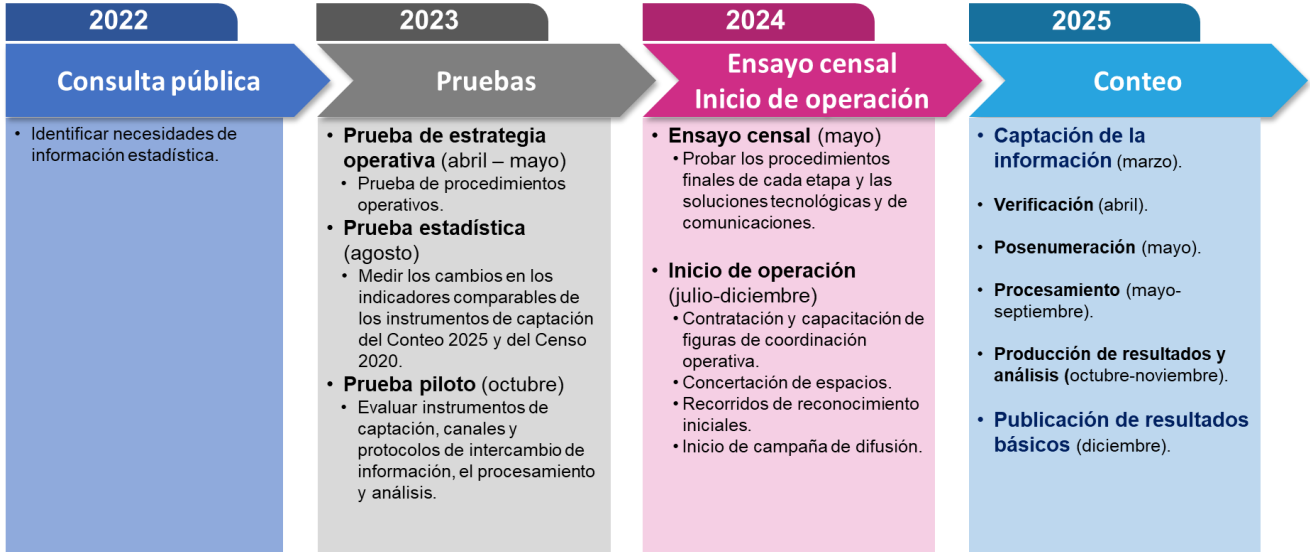 2022
Consulta pública
• Identificar necesidades de
información estadística.
2023
Pruebas
• Prueba de estrategia
operativa (abril – mayo)
• Prueba de procedimientos
operativos.
• Prueba estadística
(agosto)
• Medir los cambios en los
indicadores comparables de
los instrumentos de captación
del Conteo 2025 y del Censo
2020.
• Prueba piloto (octubre)
• Evaluar instrumentos de
captación, canales y
protocolos de intercambio de
información, el procesamiento
y análisis.
2024
Ensayo censal
Inicio de operación
• Ensayo censal (mayo)
• Probar los procedimientos
finales de cada etapa y las
soluciones tecnológicas y de
comunicaciones.
• Inicio de operación
(julio-diciembre)
• Contratación y capacitación de
figuras de coordinación
operativa.
• Concertación de espacios.
• Recorridos de reconocimiento
iniciales.
• Inicio de campaña de difusión.
2025
Conteo
• Captación de la
información (marzo).
• Verificación (abril).
• Posenumeración (mayo).
• Procesamiento (mayo-
septiembre).
• Producción de resultados y
análisis (octubre-noviembre).
• Publicación de resultados
básicos (diciembre).